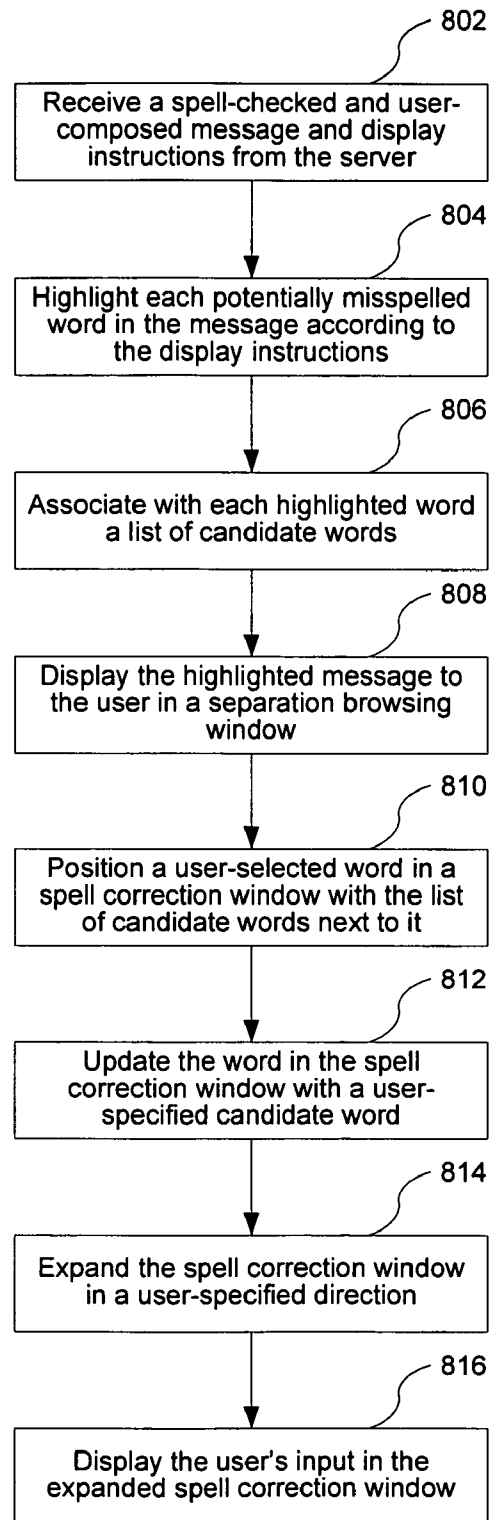 802
Receive a spell-checked and user-
composed message and display
instructions from the server
804
Highlight each potentially misspelled
word in the message according to
the display instructions
806
Associate with each highlighted word
a list of candidate words
808
Display the highlighted message to
the user in a separation browsing
window
810
Position a user-selected word in a
spell correction window with the list
of candidate words next to it
812
Update the word in the spell
correction window with a user-
specified candidate word
814
Expand the spell correction window
in a user-specified direction
816
Display the user's input in the
expanded spell correction window